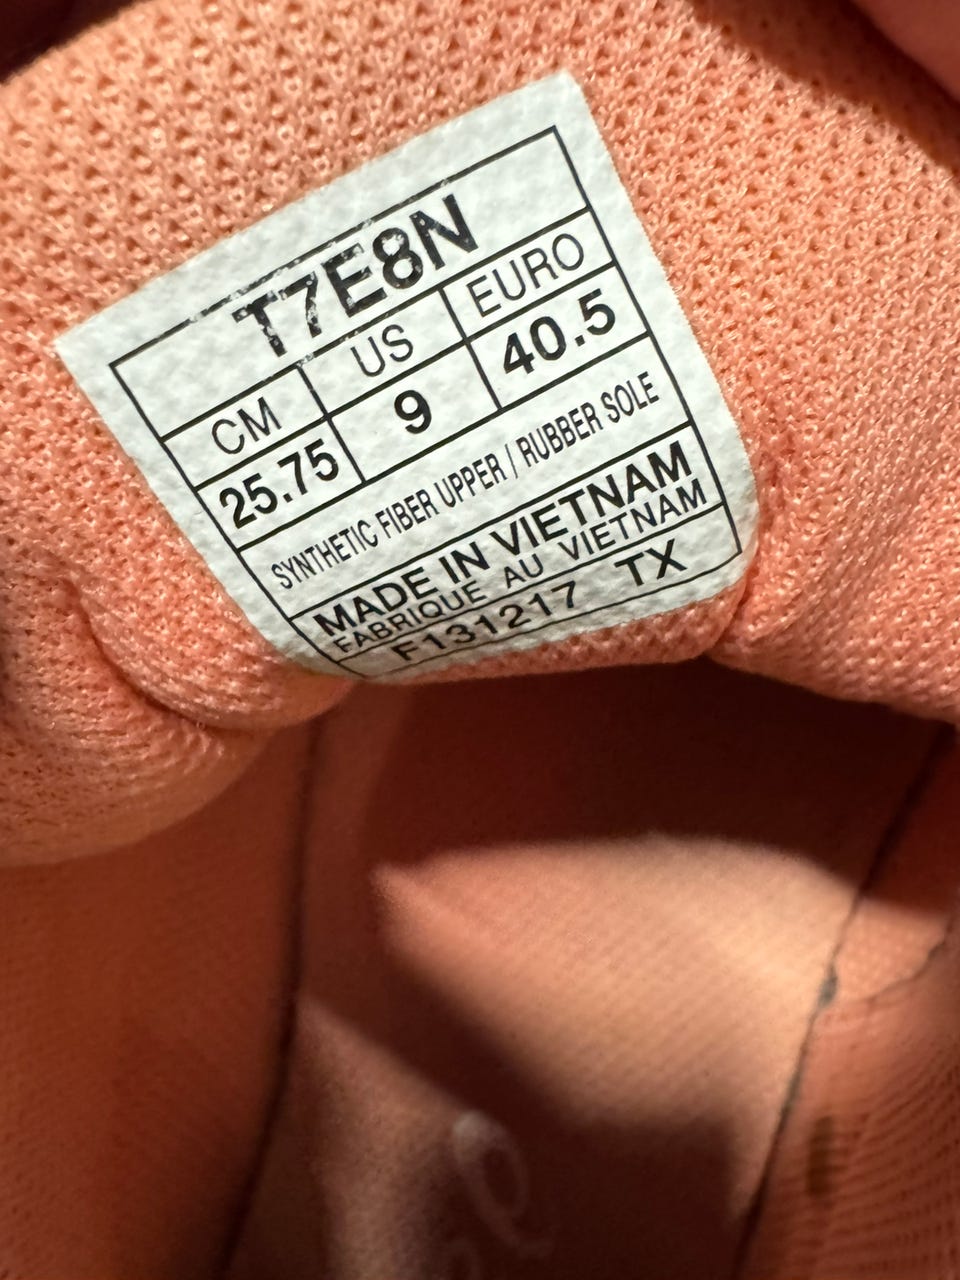 T7E8N
CM US EURO
25.75 9 40.5
SYNTHETIC FIBER UPPER / RUBBER SOLE
MADE IN VIETNAM
FABRIQUE AU VIETNAM
F131217 TX